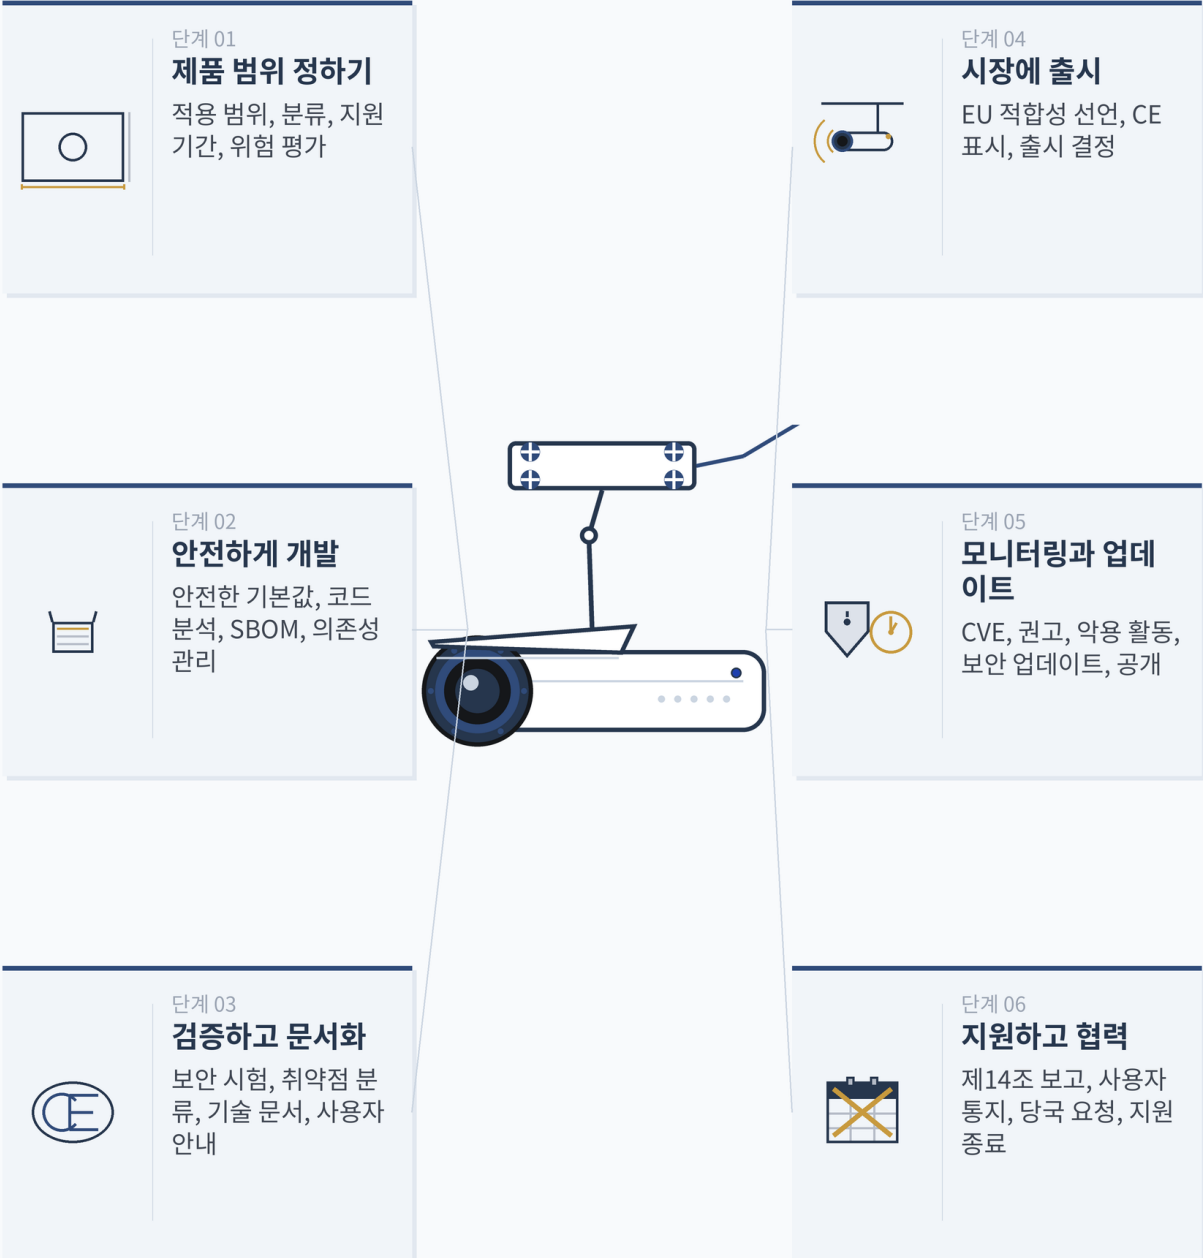 단계 01
제품 범위 정하기
적용 범위, 분류, 지원
기간, 위험 평가
단계 02
안전하게 개발
안전한 기본값, 코드
분석, SBOM, 의존성
관리
단계 03
검증하고 문서화
보안 시험, 취약점 분
류, 기술 문서, 사용자
안내
단계 04
시장에 출시
EU 적합성 선언, CE
표시, 출시 결정
단계 05
모니터링과 업데
이트
CVE, 권고, 악용 활동,
보안 업데이트, 공개
단계 06
지원하고 협력
제14조 보고, 사용자
통지, 당국 요청, 지원
종료